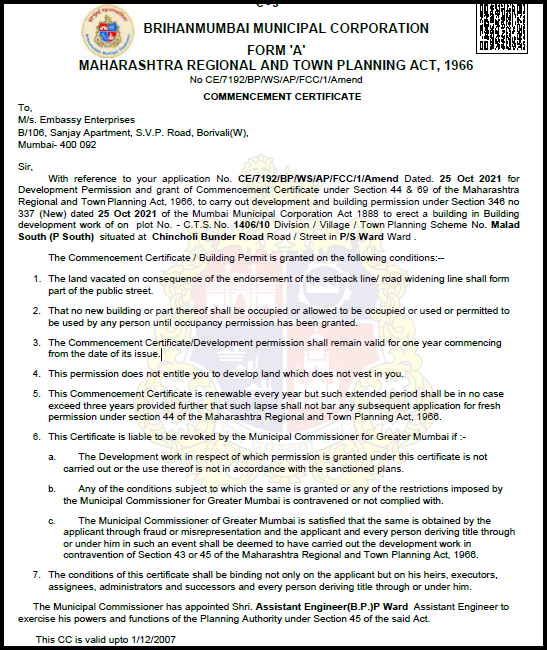 BRIHANMUMBAI MUNICIPAL CORPORATION
FORM 'A'
MAHARASHTRA REGIONAL AND TOWN PLANNING ACT, 1966
No CE/7192/BP/WS/AP/FCC/1/Amend
COMMENCEMENT CERTIFICATE
To,
M/s. Embassy Enterprises
B/106, Sanjay Apartment, S.V.P. Road, Borivali(W),
Mumbai- 400 092
Sir,
With reference to your application No. CE/7192/BP/WS/AP/FCC/1/Amend Dated. 25 Oct 2021 for
Development Permission and grant of Commencement Certificate under Section 44 & 69 of the Maharashtra
Regional and Town Planning Act, 1966, to carry out development and building permission under Section 346 no
337 (New) dated 25 Oct 2021 of the Mumbai Municipal Corporation Act 1888 to erect a building in Building
development work of on plot No. - C.T.S. No. 1406/10 Division / Village / Town Planning Scheme No. Malad
South (P South) situated at Chincholi Bunder Road Road / Street in P/S Ward Ward .
The Commencement Certificate / Building Permit is granted on the following conditions:--
1. The land vacated on consequence of the endorsement of the setback line/ road widening line shall form
part of the public street.
2. That no new building or part thereof shall be occupied or allowed to be occupied or used or permitted to
be used by any person until occupancy permission has been granted.
3. The Commencement Certificate/Development permission shall remain valid for one year commencing
from the date of its issue.
4. This permission does not entitle you to develop land which does not vest in you.
5. This Commencement Certificate is renewable every year but such extended period shall be in no case
exceed three years provided further that such lapse shall not bar any subsequent application for fresh
permission under section 44 of the Maharashtra Regional and Town Planning Act, 1966.
6. This Certificate is liable to be revoked by the Municipal Commissioner for Greater Mumbai if :-
a. The Development work in respect of which permission is granted under this certificate is not
carried out or the use thereof is not in accordance with the sanctioned plans.
b. Any of the conditions subject to which the same is granted or any of the restrictions imposed by
the Municipal Commissioner for Greater Mumbai is contravened or not complied with.
c. The Municipal Commissioner of Greater Mumbai is satisfied that the same is obtained by the
applicant through fraud or misrepresentation and the applicant and every person deriving title through
or under him in such an event shall be deemed to have carried out the development work in
contravention of Section 43 or 45 of the Maharashtra Regional and Town Planning Act, 1966.
7. The conditions of this certificate shall be binding not only on the applicant but on his heirs, executors,
assignees, administrators and successors and every person deriving title through or under him.
The Municipal Commissioner has appointed Shri. Assistant Engineer(B.P.)P Ward Assistant Engineer to
exercise his powers and functions of the Planning Authority under Section 45 of the said Act.
This CC is valid upto 1/12/2007